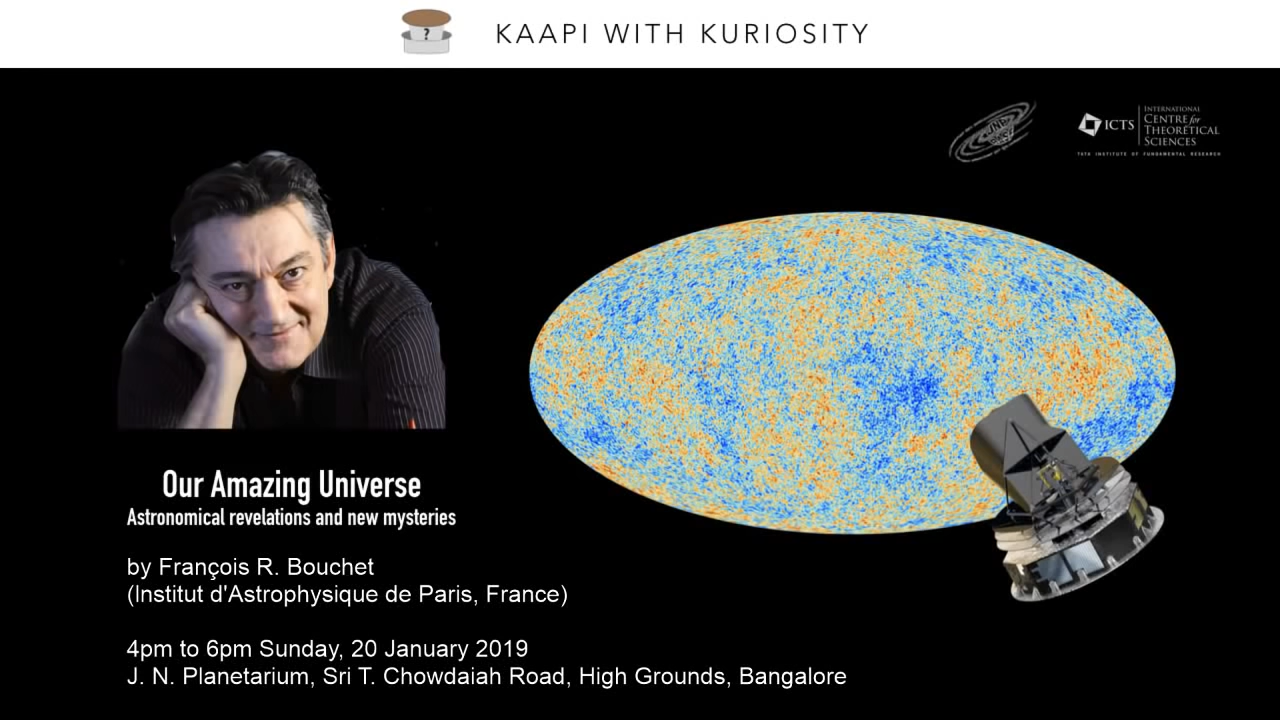 ?
KAAPI WITH KURIOSITY
ICTS
INTERNATIONAL
CENTRE for
THEORETICAL
SCIENCES
TATA INSTITUTE OF FUNDAMENTAL RESEARCH
Our Amazing Universe
Astronomical revelations and new mysteries
by François R. Bouchet
(Institut d'Astrophysique de Paris, France)
4pm to 6pm Sunday, 20 January 2019
J. N. Planetarium, Sri T. Chowdaiah Road, High Grounds, Bangalore